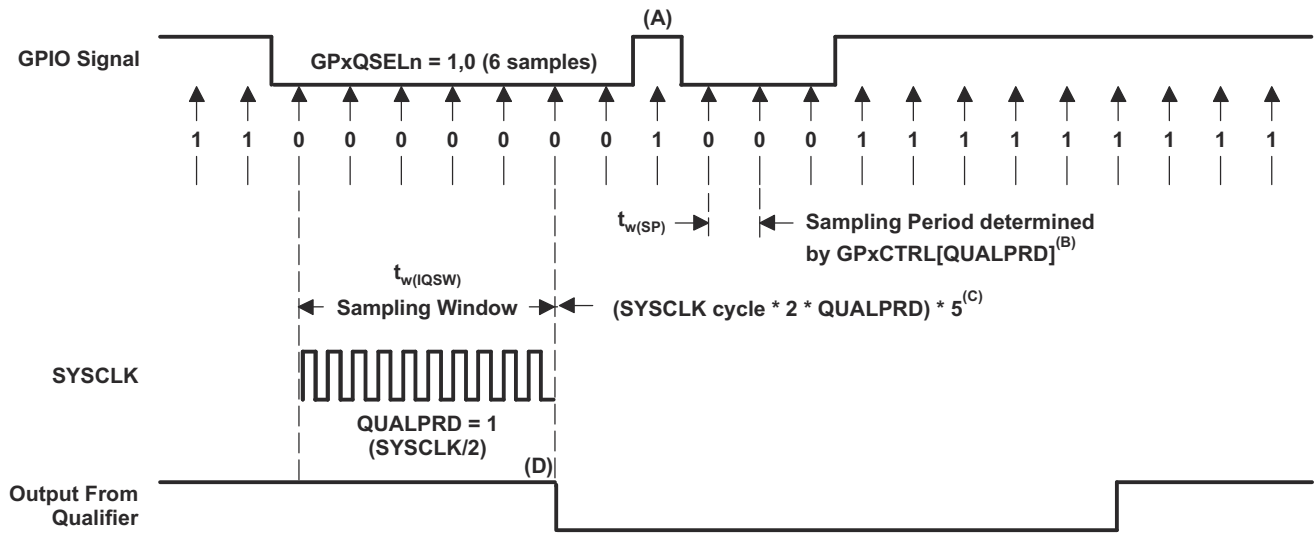 (A)
GPIO Signal
GPxQSELn = 1,0 (6 samples)
1 1 0 0 0 0 0 0 0 1 0 0 0 1 1 1 1 1 1 1 1 1
tw(SP)
Sampling Period determined
by GPxCTRL[QUALPRD](B)
tw(IQSW)
Sampling Window
(SYSCLK cycle * 2 * QUALPRD) * 5(C)
SYSCLK
QUALPRD = 1
(SYSCLK/2)
(D)
Output From
Qualifier